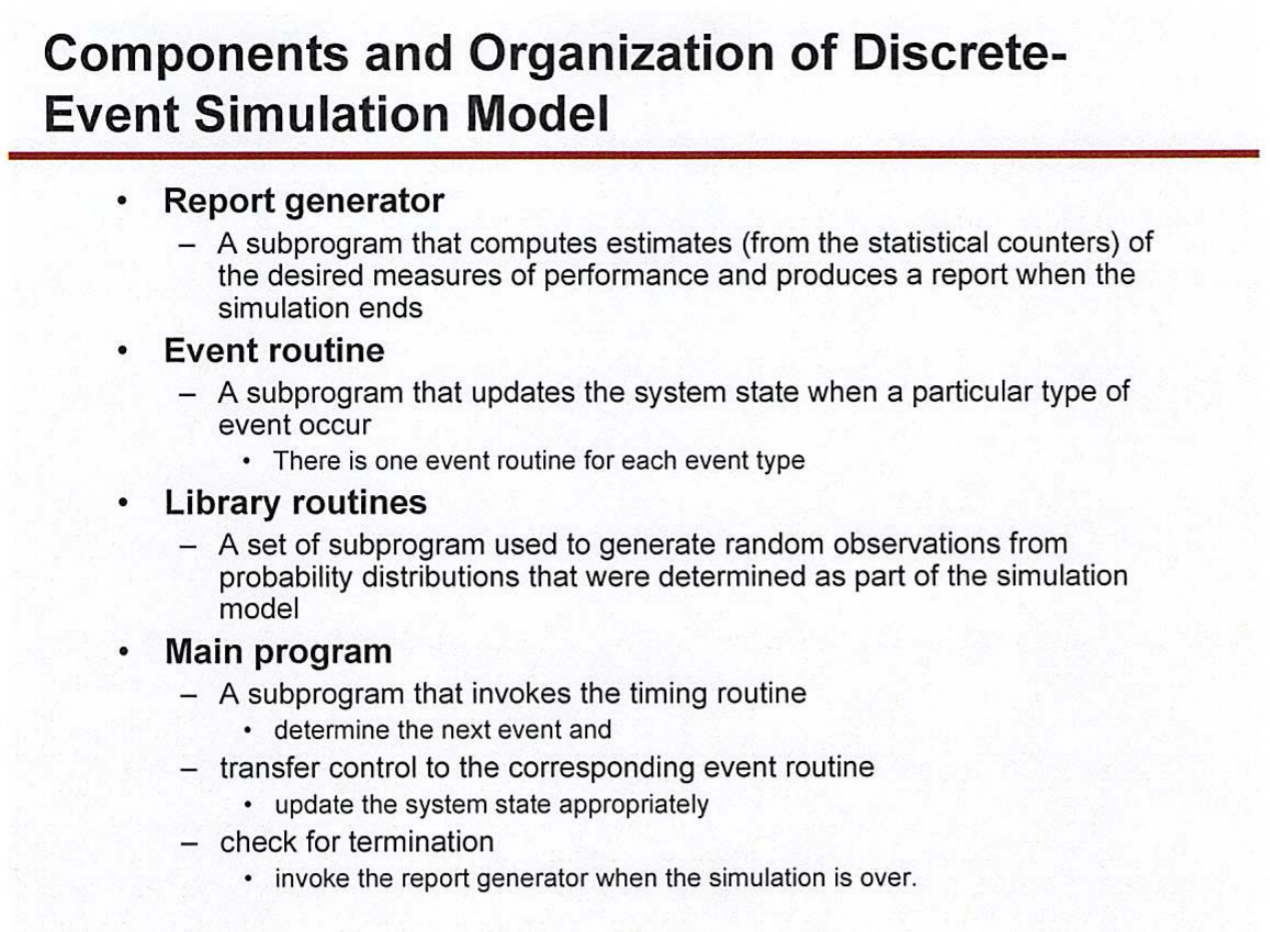 Components and Organization of Discrete-
Event Simulation Model
• Report generator
– A subprogram that computes estimates (from the statistical counters) of
the desired measures of performance and produces a report when the
simulation ends
• Event routine
– A subprogram that updates the system state when a particular type of
event occur
• There is one event routine for each event type
• Library routines
– A set of subprogram used to generate random observations from
probability distributions that were determined as part of the simulation
model
• Main program
– A subprogram that invokes the timing routine
• determine the next event and
– transfer control to the corresponding event routine
• update the system state appropriately
– check for termination
• invoke the report generator when the simulation is over.